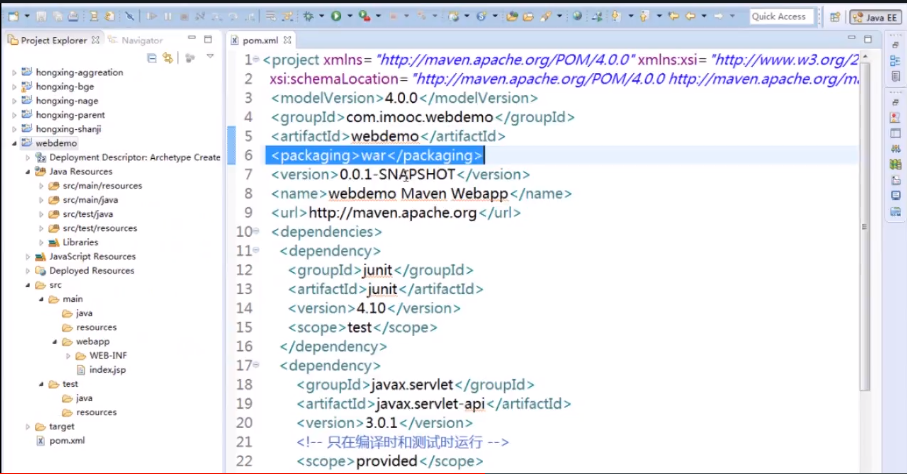 Quick Access
Java EE
Project Explorer
Navigator
hongxing-aggreation
hongxing-bge
hongxing-nage
hongxing-parent
hongxing-shanji
webdemo
Deployment Descriptor: Archetype Create
Java Resources
src/main/resources
src/main/java
src/test/java
src/test/resources
Libraries
JavaScript Resources
Deployed Resources
src
main
java
resources
webapp
WEB-INF
index.jsp
test
java
resources
target
pom.xml
pom.xml
1 <project xmlns="http://maven.apache.org/POM/4.0.0" xmlns:xsi="http://www.w3.org/2
2 xsi:schemaLocation="http://maven.apache.org/POM/4.0.0 http://maven.apache.org/ma
3 <modelVersion>4.0.0</modelVersion>
4 <groupId>com.imooc.webdemo</groupId>
5 <artifactId>webdemo</artifactId>
6 <packaging>war</packaging>
7 <version>0.0.1-SNAPSHOT</version>
8 <name>webdemo Maven Webapp</name>
9 <url>http://maven.apache.org</url>
10 <dependencies>
11 <dependency>
12 <groupId>junit</groupId>
13 <artifactId>junit</artifactId>
14 <version>4.10</version>
15 <scope>test</scope>
16 </dependency>
17 <dependency>
18 <groupId>javax.servlet</groupId>
19 <artifactId>javax.servlet-api</artifactId>
20 <version>3.0.1</version>
21 <!-- 只在编译时和测试时运行 -->
22 <scope>provided</scope>